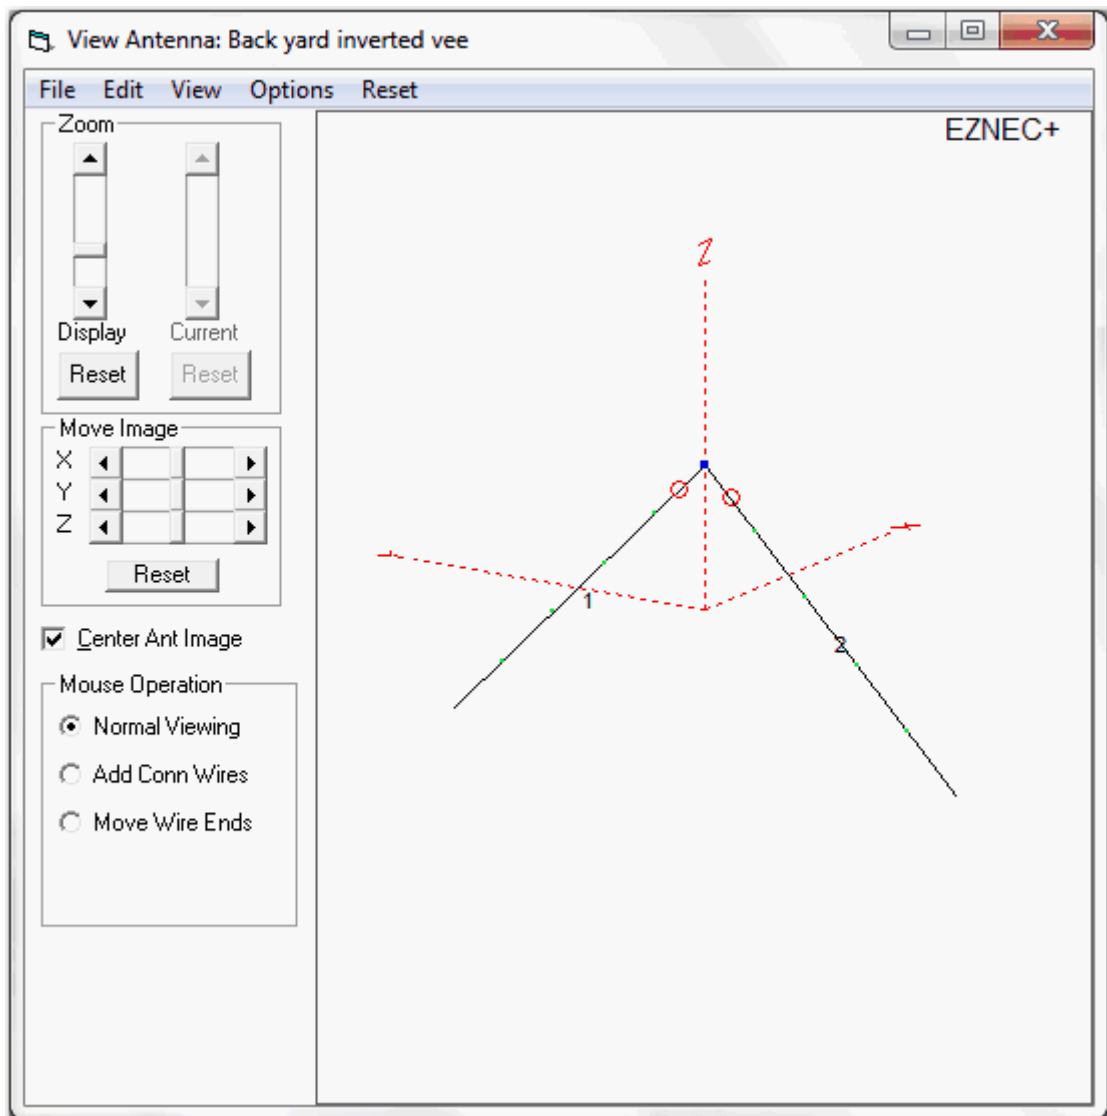 View Antenna: Back yard inverted vee
File Edit View Options Reset
EZNEC+
Zoom
Display Current
Reset Reset
Move Image
X
Y
Z
Reset
Center Ant Image
Mouse Operation
Normal Viewing
Add Conn Wires
Move Wire Ends
Z
1
2